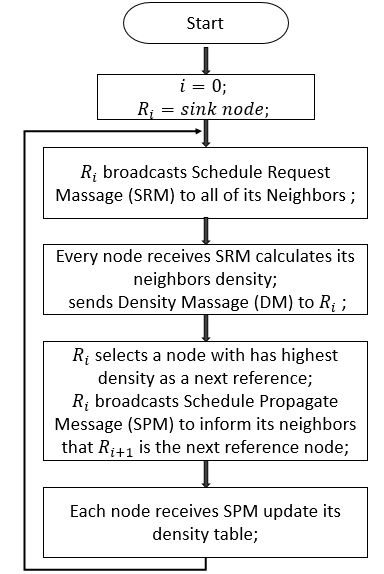 Start
i = 0;
R_i = sink node;
R_i broadcasts Schedule Request
Massage (SRM) to all of its Neighbors ;
Every node receives SRM calculates its
neighbors density;
sends Density Massage (DM) to R_i ;
R_i selects a node with has highest
density as a next reference;
R_i broadcasts Schedule Propagate
Message (SPM) to inform its neighbors
that R_{i+1} is the next reference node;
Each node receives SPM update its
density table;